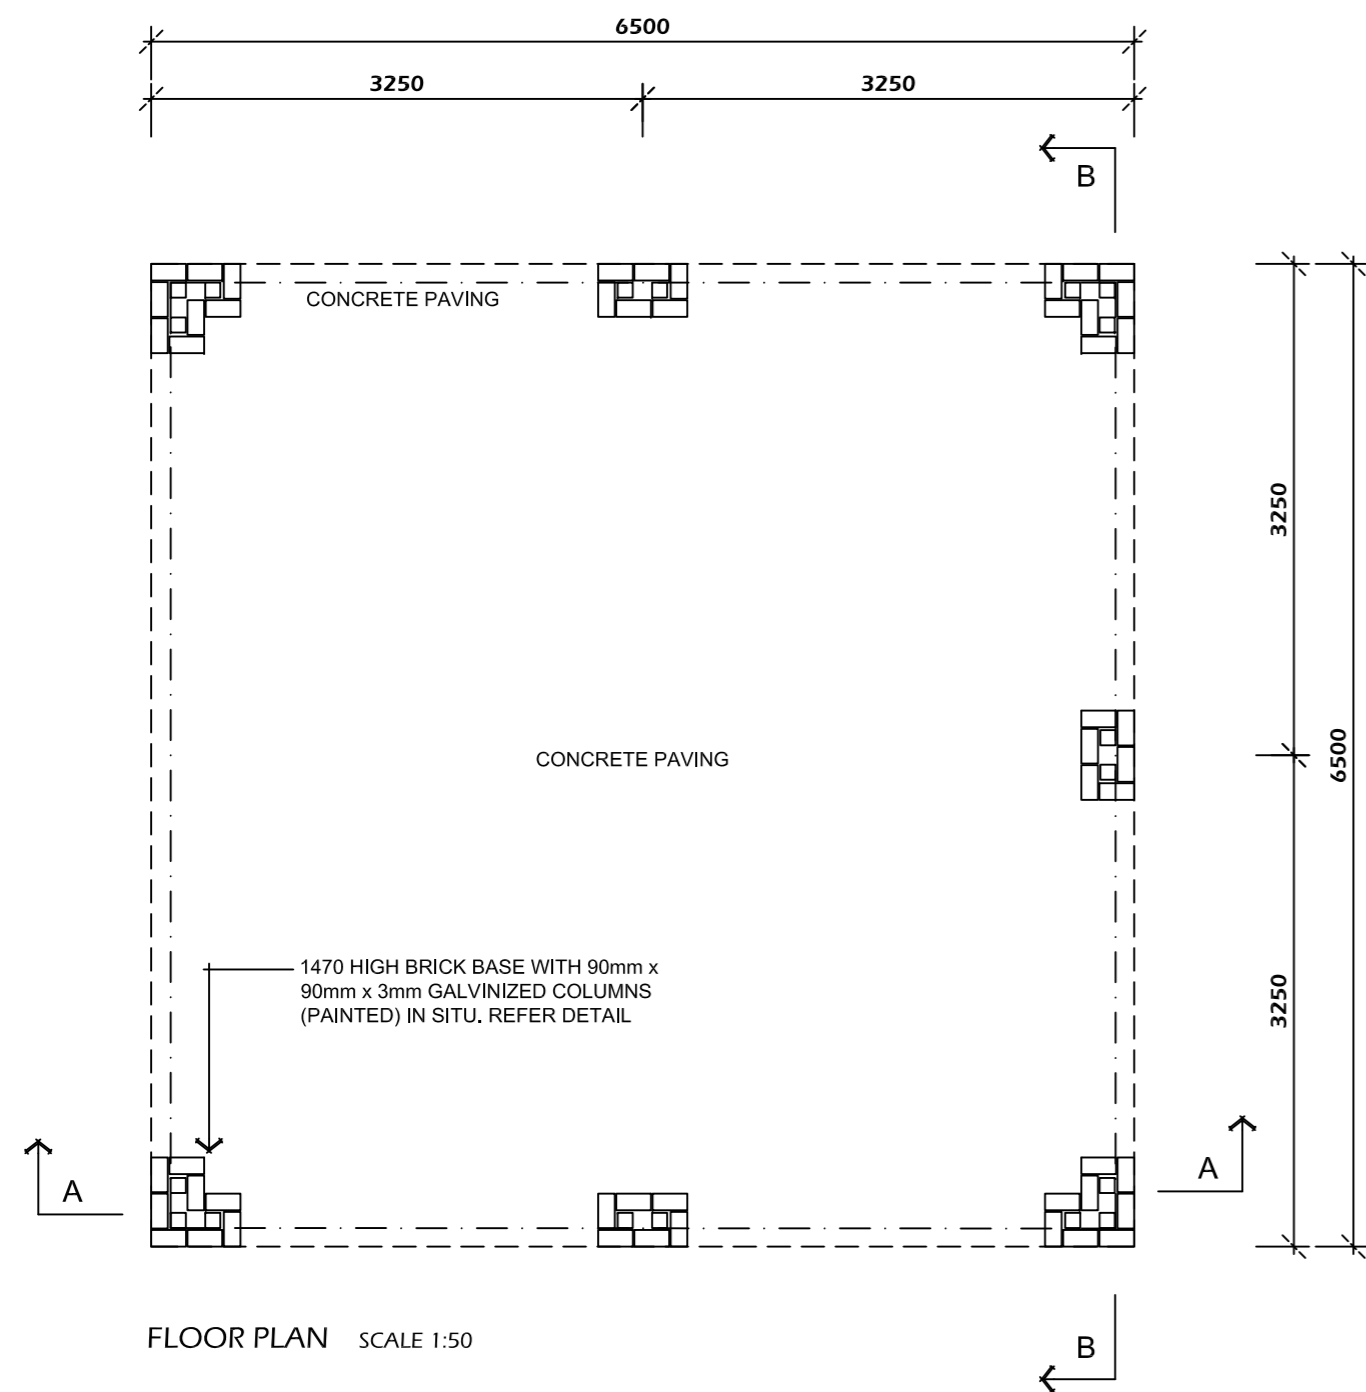 6500
3250 3250
B
CONCRETE PAVING
3250
CONCRETE PAVING
6500
1470 HIGH BRICK BASE WITH 90mm x
90mm x 3mm GALVINIZED COLUMNS
(PAINTED) IN SITU. REFER DETAIL
3250
A
A
FLOOR PLAN SCALE 1:50
B